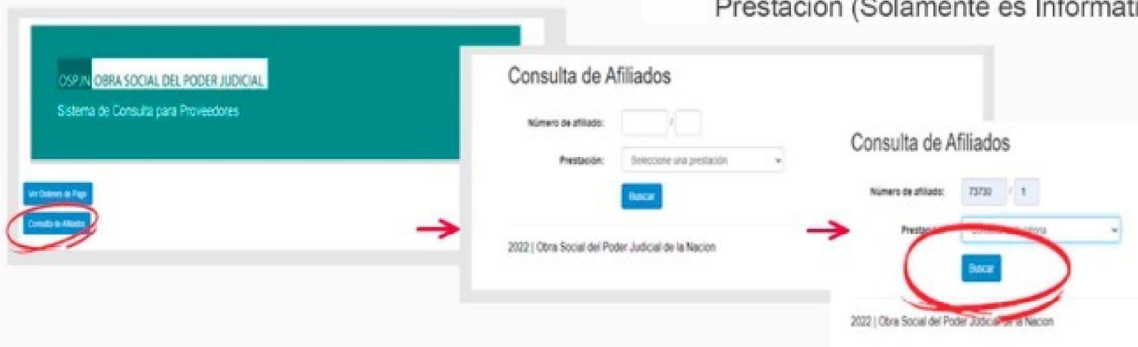 Prestación (Solamente es Informati
OSPJN OBRA SOCIAL DEL PODER JUDICIAL
Sistema de Consulta para Proveedores
Ver Ordenes de Pago
Consulta de Afiliados
Consulta de Afiliados
Número de afiliado: /
Prestación: Seleccione una prestación
Buscar
2022 | Obra Social del Poder Judicial de la Nacion
Consulta de Afiliados
Número de afiliado: 73730 / 1
Buscar
2022 | Obra Social del Poder Judicial de la Nacion